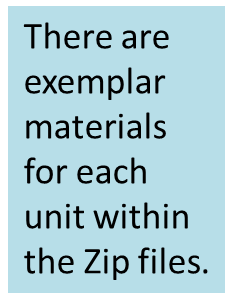 There are
exemplar
materials
for each
unit within
the Zip files.